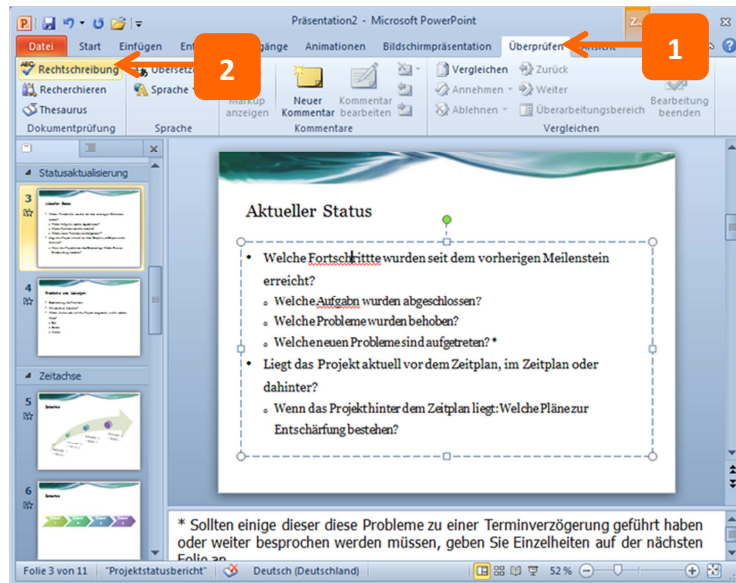 Präsentation2 - Microsoft PowerPoint
Z...
Datei Start Einfügen Animationen Bildschirmpräsentation Überprüfen Ansicht
1
2
Rechtschreibung
Recherchieren
Thesaurus
Dokumentprüfung
Sprache
Sprache
Markup anzeigen
Neuer Kommentar
Kommentar bearbeiten
Kommentare
Vergleichen Zurück
Annehmen Weiter
Ablehnen Überarbeitungsbereich
Bearbeitung beenden
Vergleichen
Statusaktualisierung
3
4
Zeitachse
5
6
Aktueller Status
• Welche Fortschrittte wurden seit dem vorherigen Meilenstein
erreicht?
o Welche Aufgabn wurden abgeschlossen?
o Welche Probleme wurden behoben?
o Welche neuen Probleme sind aufgetreten? *
• Liegt das Projekt aktuell vor dem Zeitplan, im Zeitplan oder
dahinter?
o Wenn das Projekt hinter dem Zeitplan liegt: Welche Pläne zur
Entschärfung bestehen?
* Sollten einige dieser diese Probleme zu einer Terminverzögerung geführt haben
oder weiter besprochen werden müssen, geben Sie Einzelheiten auf der nächsten
Folie an
Folie 3 von 11 "Projektstatusbericht" Deutsch (Deutschland) 52 %